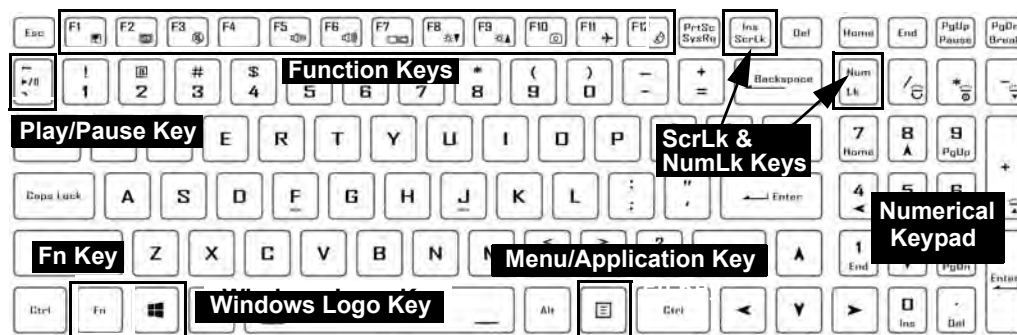 Esc F1 F2 F3 F4 F5 F6 F7 F8 F9 F10 F11 F12 PrtSc SysRq Ins ScrLk Del Home End PgUp Pause PgDn Break
! 1 2 # 3 $ 4 5 6 7 * 8 ( 9 ) 0 - - + = Backspace Num Lk / * -
Function Keys
Play/Pause Key
E R T Y U I O P 7 Home 8 9 PgUp +
ScrLk &
NumLk Keys
Caps Lock A S D F G H J K L : ; " ' Enter 4 5 6
Numerical
Keypad
Fn Key
Z X C V B N 1 End PgDn Enter
Menu/Application Key
Ctrl Fn Alt Ctrl 0 Ins . Del
Windows Logo Key